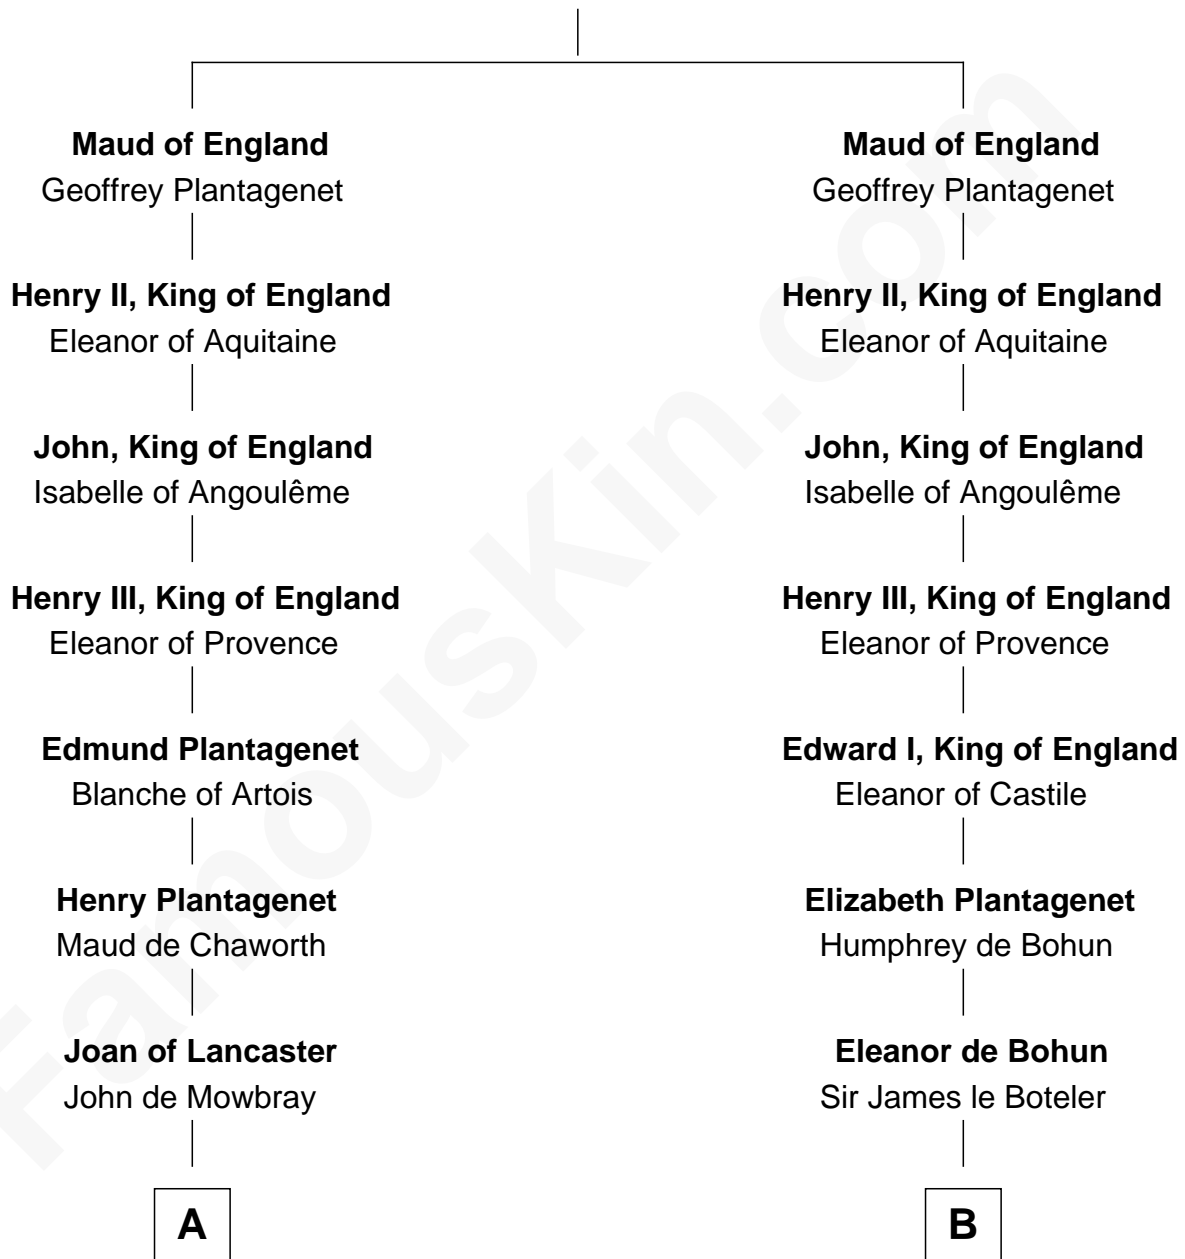 Maud of England
Geoffrey Plantagenet
Henry II, King of England
Eleanor of Aquitaine
John, King of England
Isabelle of Angoulême
Henry III, King of England
Eleanor of Provence
Edmund Plantagenet
Blanche of Artois
Henry Plantagenet
Maud de Chaworth
Joan of Lancaster
John de Mowbray
A
Maud of England
Geoffrey Plantagenet
Henry II, King of England
Eleanor of Aquitaine
John, King of England
Isabelle of Angoulême
Henry III, King of England
Eleanor of Provence
Edward I, King of England
Eleanor of Castile
Elizabeth Plantagenet
Humphrey de Bohun
Eleanor de Bohun
Sir James le Boteler
B
FamousKin.com